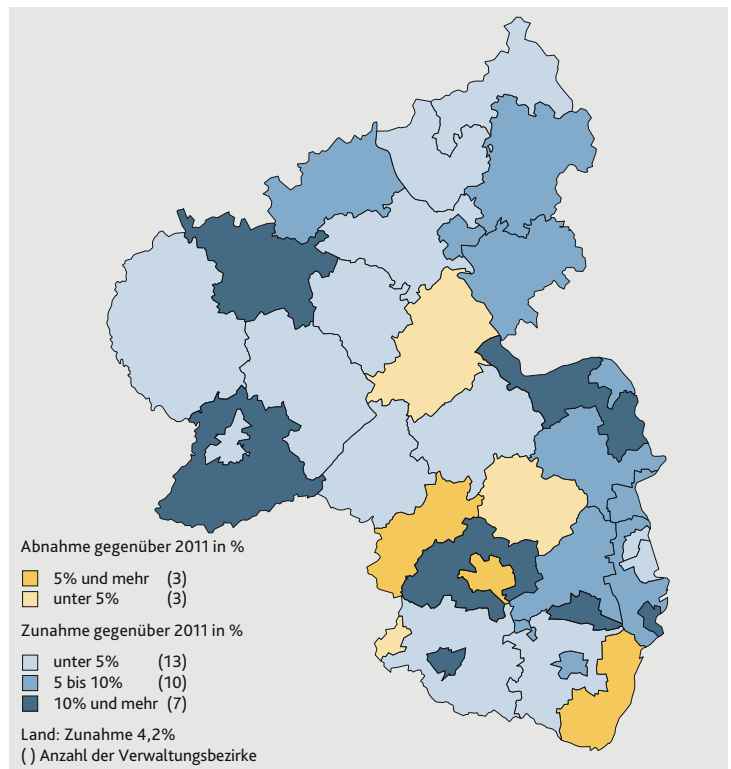 Abnahme gegenüber 2011 in %
5% und mehr (3)
unter 5% (3)
Zunahme gegenüber 2011 in %
unter 5% (13)
5 bis 10% (10)
10% und mehr (7)
Land: Zunahme 4,2%
( ) Anzahl der Verwaltungsbezirke